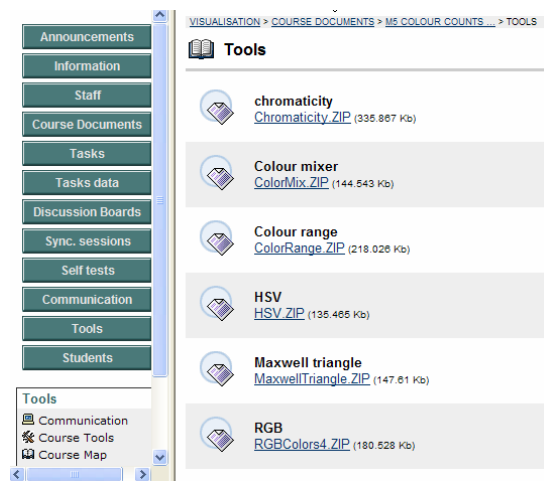 Announcements
Information
Staff
Course Documents
Tasks
Tasks data
Discussion Boards
Sync. sessions
Self tests
Communication
Tools
Students
Tools
Communication
Course Tools
Course Map
VISUALISATION > COURSE DOCUMENTS > M5 COLOUR COUNTS ... > TOOLS
Tools
chromaticity
Chromaticity.ZIP (335.867 Kb)
Colour mixer
ColorMix.ZIP (144.543 Kb)
Colour range
ColorRange.ZIP (218.026 Kb)
HSV
HSV.ZIP (135.465 Kb)
Maxwell triangle
MaxwellTriangle.ZIP (147.61 Kb)
RGB
RGBColors4.ZIP (180.528 Kb)